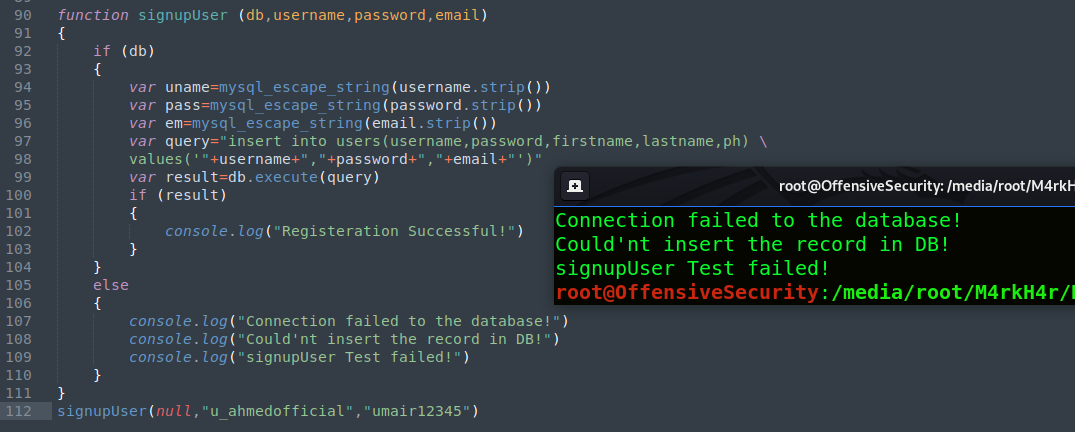 90 function signupUser (db,username,password,email)
91 {
92 if (db)
93 {
94 var uname=mysql_escape_string(username.strip())
95 var pass=mysql_escape_string(password.strip())
96 var em=mysql_escape_string(email.strip())
97 var query="insert into users(username,password,firstname,lastname,ph) \
98 values('"+username+","+password+","+email+"')"
99 var result=db.execute(query)
100 if (result)
101 {
102 console.log("Registeration Successful!")
103 }
104 }
105 else
106 {
107 console.log("Connection failed to the database!")
108 console.log("Could'nt insert the record in DB!")
109 console.log("signupUser Test failed!")
110 }
111 }
112 signupUser(null,"u_ahmedofficial","umair12345")
root@OffensiveSecurity: /media/root/M4rkH
Connection failed to the database!
Could'nt insert the record in DB!
signupUser Test failed!
root@OffensiveSecurity:/media/root/M4rkH4r/